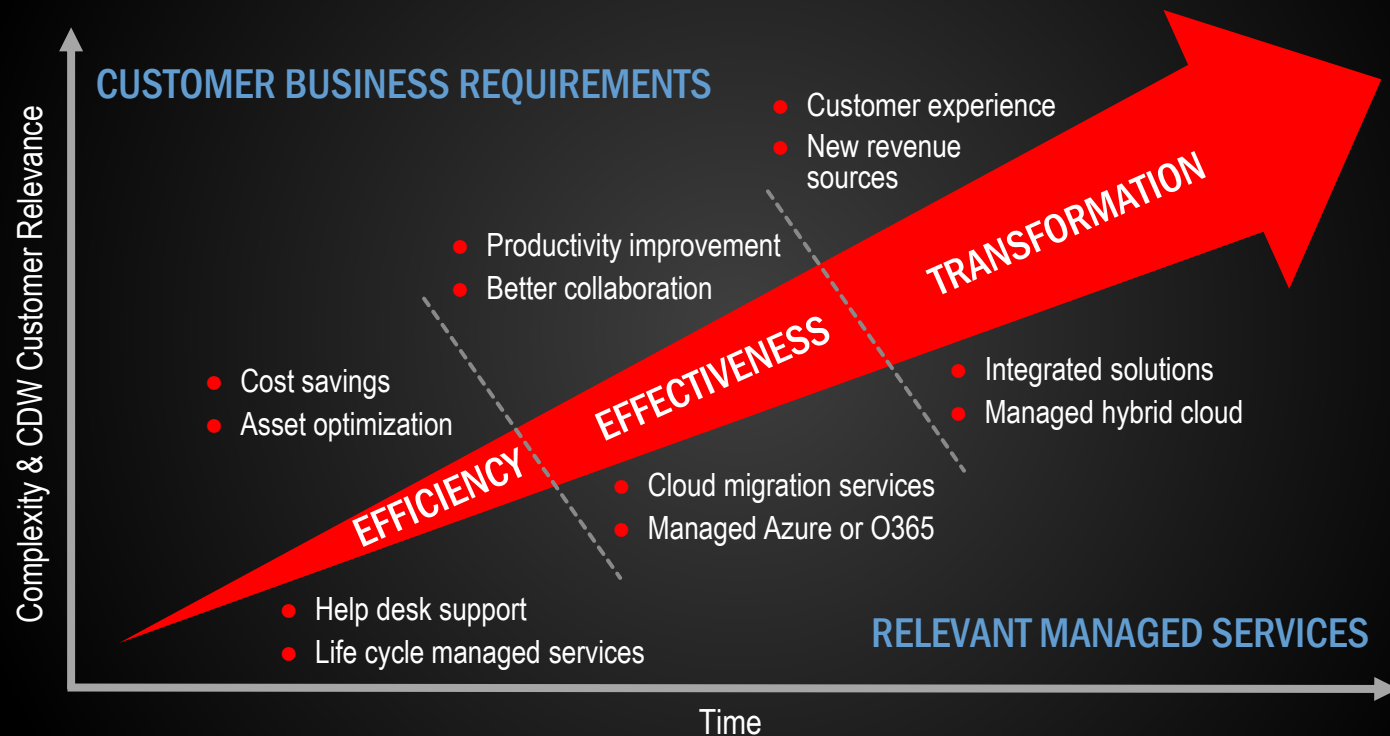 CUSTOMER BUSINESS REQUIREMENTS
Complexity & CDW Customer Relevance
Customer experience
New revenue
sources
TRANSFORMATION
Productivity improvement
Better collaboration
EFFECTIVENESS
Integrated solutions
Managed hybrid cloud
Cost savings
Asset optimization
EFFICIENCY
Cloud migration services
Managed Azure or O365
Help desk support
Life cycle managed services
RELEVANT MANAGED SERVICES
Time